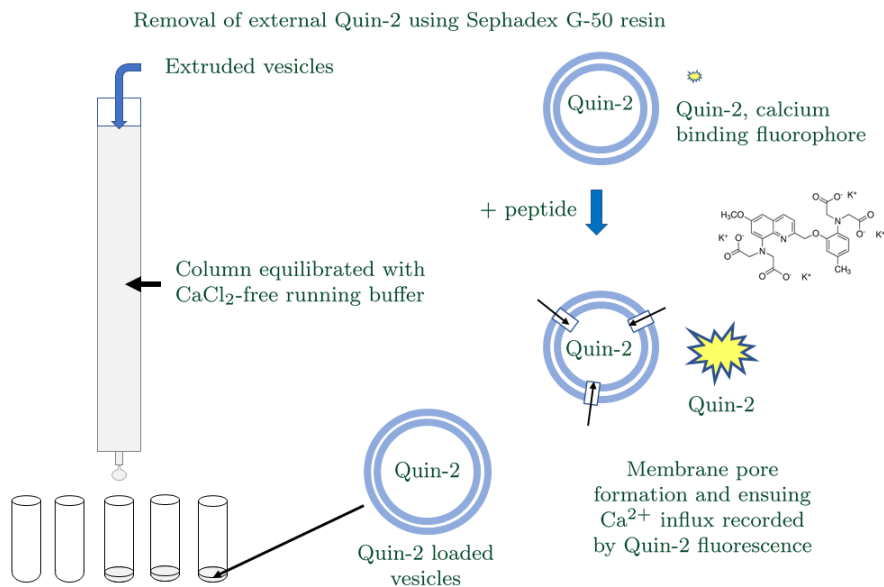 Removal of external Quin-2 using Sephadex G-50 resin
Extruded vesicles
Column equilibrated with
CaCl₂-free running buffer
Quin-2
Quin-2, calcium
binding fluorophore
+ peptide
H₃CO
N
N
O
N
CH₃
O
O⁻
K⁺
O
O⁻
K⁺
K⁺
O⁻
O
O
O⁻
K⁺
Quin-2
Quin-2
Quin-2
Quin-2 loaded
vesicles
Membrane pore
formation and ensuing
Ca²⁺ influx recorded
by Quin-2 fluorescence